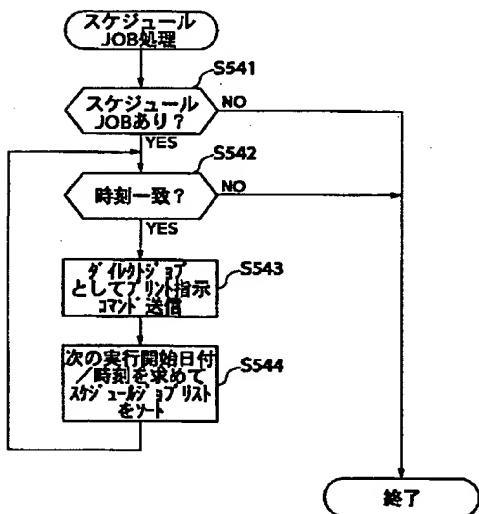 スケジュール
JOB処理
S541
スケジュール
JOBあり？
NO
YES
S542
時刻一致？
NO
YES
ﾀﾞｲﾚｸﾄｼﾞｮﾌﾞ
としてﾌﾟﾘﾝﾄ指示
ｺﾏﾝﾄﾞ送信
S543
次の実行開始日付
／時刻を求めて
ｽｹｼﾞｭｰﾙｼﾞｮﾌﾞﾘｽﾄ
をｿｰﾄ
S544
終了